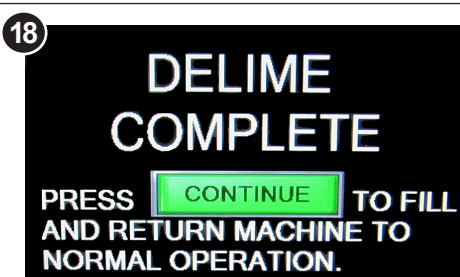 18
DELIME
COMPLETE
PRESS CONTINUE TO FILL
AND RETURN MACHINE TO
NORMAL OPERATION.